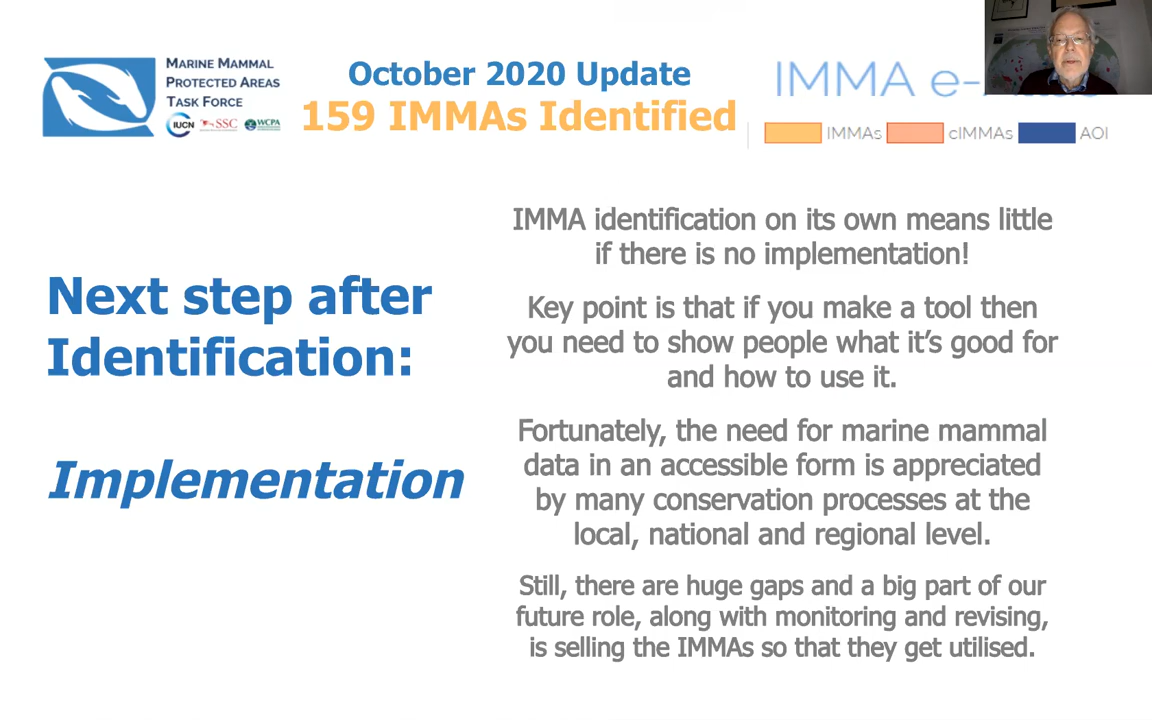 MARINE MAMMAL
PROTECTED AREAS
TASK FORCE
IUCN SSC WCPA
October 2020 Update
159 IMMAs Identified
IMMA
IMMAs cIMMAs AOI
Next step after
Identification:
Implementation
IMMA identification on its own means little
if there is no implementation!
Key point is that if you make a tool then
you need to show people what it's good for
and how to use it.
Fortunately, the need for marine mammal
data in an accessible form is appreciated
by many conservation processes at the
local, national and regional level.
Still, there are huge gaps and a big part of our
future role, along with monitoring and revising,
is selling the IMMAs so that they get utilised.